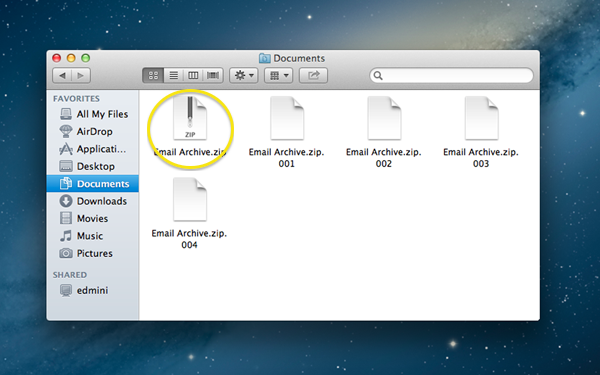 Documents
FAVORITES
All My Files
AirDrop
Applicati...
Desktop
Documents
Downloads
Movies
Music
Pictures
SHARED
edmini
ZIP
Email Archive.zip
Email Archive.zip.
001
Email Archive.zip.
002
Email Archive.zip.
003
Email Archive.zip.
004